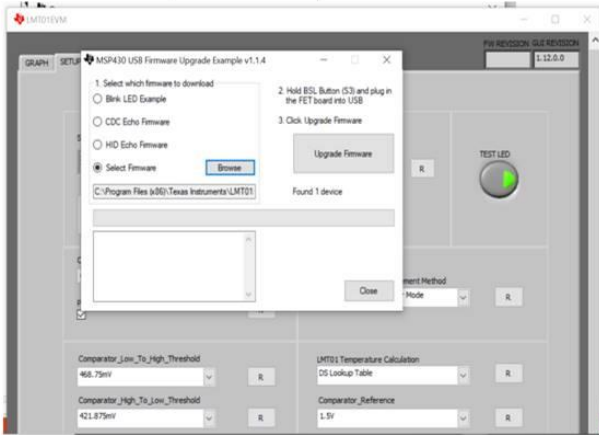 LMT01EVM
FW REVISION GUI REVISION
1.12.0.0
GRAPH
MSP430 USB Firmware Upgrade Example v1.1.4
1. Select which firmware to download
Blink LED Example
CDC Echo Firmware
HID Echo Firmware
Select Firmware
Browse
C:\Program Files (x86)\Texas Instruments\LMT01
2. Hold BSL Button (S3) and plug in
the FET board into USB
3. Click Upgrade Firmware
Upgrade Firmware
Found 1 device
Close
R
TEST LED
Mode
R
Comparator_Low_To_High_Threshold
468.75mV
R
LMT01 Temperature Calculation
DS Lookup Table
R
Comparator_High_To_Low_Threshold
421.875mV
R
Comparator_Reference
1.5V
R